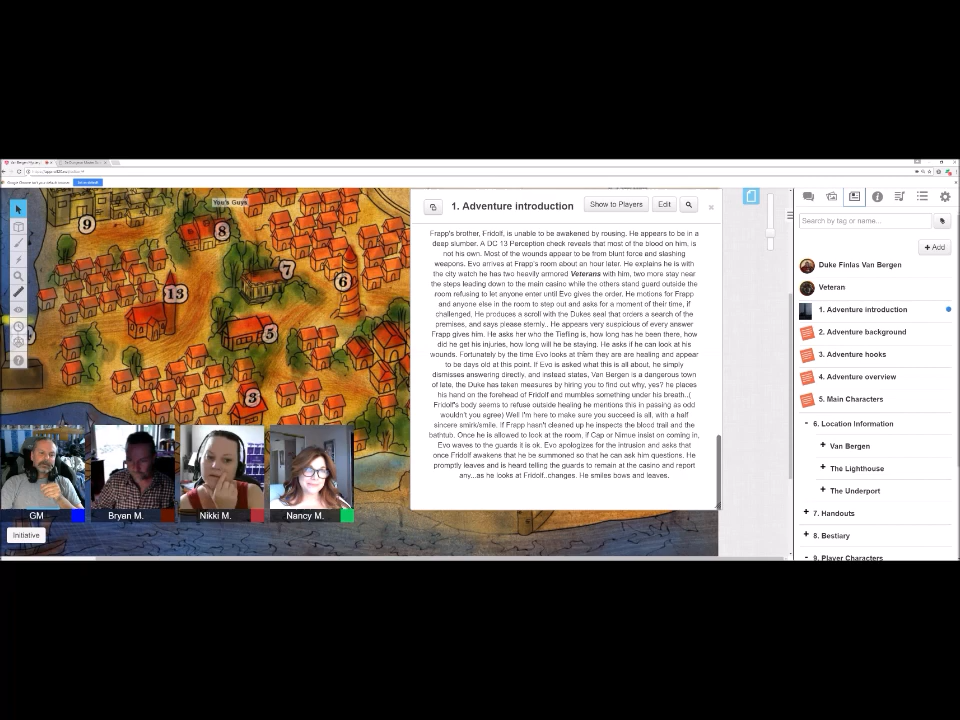 Van Bergen Myste
Google Chrome isn't your default browser
Set as default
You's Guys
9
8
7
6
13
5
3
1. Adventure introduction
Show to Players
Edit
Frapp's brother, Fridolf, is unable to be awakened by rousing. He appears to be in a
deep slumber. A DC 13 Perception check reveals that most of the blood on him, is
not his own. Most of the wounds appear to be from blunt force and slashing
weapons. Evo arrives at Frapp's room about an hour later. He explains he is with
the city watch he has two heavily armored Veterans with him, two more stay near
the steps leading down to the main casino while the others stand guard outside the
room refusing to let anyone enter until Evo gives the order. He motions for Frapp
and anyone else in the room to step out and asks for a moment of their time, if
challenged, He produces a scroll with the Dukes seal that orders a search of the
premises, and says please sternly.. He appears very suspicious of every answer
Frapp gives him. He asks her who the Tiefling is, how long has he been there, how
did he get his injuries, how long will he be staying. He asks if he can look at his
wounds. Fortunately by the time Evo looks at them they are are healing and appear
to be days old at this point. If Evo is asked what this is all about, he simply
dismisses answering directly, and instead states, Van Bergen is a dangerous town
of late, the Duke has taken measures by hiring you to find out why, yes? he places
his hand on the forehead of Fridolf and mumbles something under his breath..(
Fridolf's body seems to refuse outside healing he mentions this in passing as odd
wouldn't you agree) Well I'm here to make sure you succeed is all, with a half
sincere smirk/smile. If Frapp hasn't cleaned up he inspects the blood trail and the
bathtub. Once he is allowed to look at the room, if Cap or Nimue insist on coming in,
Evo waves to the guards it is ok. Evo apologizes for the intrusion and asks that
once Fridolf awakens that he be summoned so that he can ask him questions. He
promptly leaves and is heard telling the guards to remain at the casino and report
any...as he looks at Fridolf..changes. He smiles bows and leaves.
GM
Bryan M.
Nikki M.
Nancy M.
Initiative
Search by tag or name...
+ Add
Duke Finlas Van Bergen
Veteran
1. Adventure introduction
2. Adventure background
3. Adventure hooks
4. Adventure overview
5. Main Characters
- 6. Location Information
+ Van Bergen
+ The Lighthouse
+ The Underport
+ 7. Handouts
+ 8. Bestiary
- 9. Player Characters